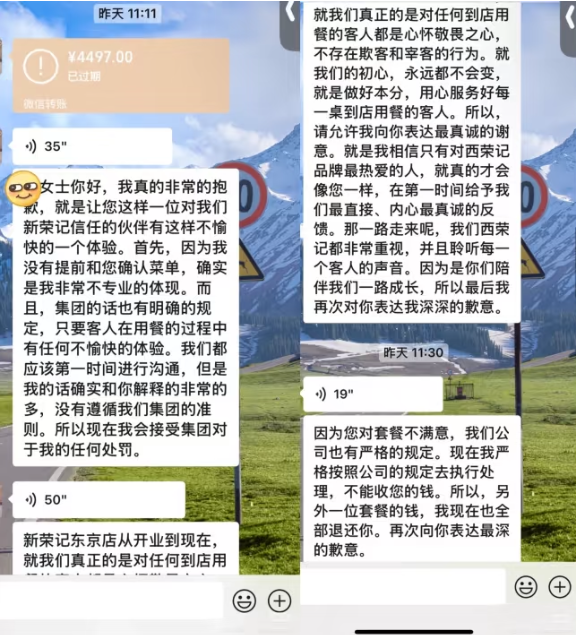 昨天 11:11
¥4497.00
已过期
微信转账
35"
女士你好，我真的非常的抱
歉，就是让您这样一位对我们
新荣记信任的伙伴有这样不愉
快的一个体验。首先，因为我
没有提前和您确认菜单，确实
是我非常不专业的体现。而
且，集团的话也有明确的规
定，只要客人在用餐的过程中
有任何不愉快的体验。我们都
应该第一时间进行沟通，但是
我的话确实和你解释的非常的
多，没有遵循我们集团的准
则。所以现在我会接受集团对
于我的任何处罚。
50"
新荣记东京店从开业到现在，
就我们真正的是对任何到店用
就我们真正的是对任何到店用
餐的客人都是心怀敬畏之心，
不存在欺客和宰客的行为。就
我们的初心，永远都不会变，
就是做好本分，用心服务好每
一桌到店用餐的客人。所以，
请允许我向你表达最真诚的谢
意。就是我相信只有对西荣记
品牌最热爱的人，就真的才会
像您一样，在第一时间给予我
们最直接、内心最真诚的反
馈。那一路走来呢，我们西荣
记都非常重视，并且聆听每一
个客人的声音。因为是你们陪
伴我们一路成长，所以最后我
再次对你表达我深深的歉意。
昨天 11:30
19"
因为您对套餐不满意，我们公
司也有严格的规定。现在我严
格按照公司的规定去执行处
理，不能收您的钱。所以，另
外一位套餐的钱，我现在也全
部退还你。再次向你表达最深
的歉意。